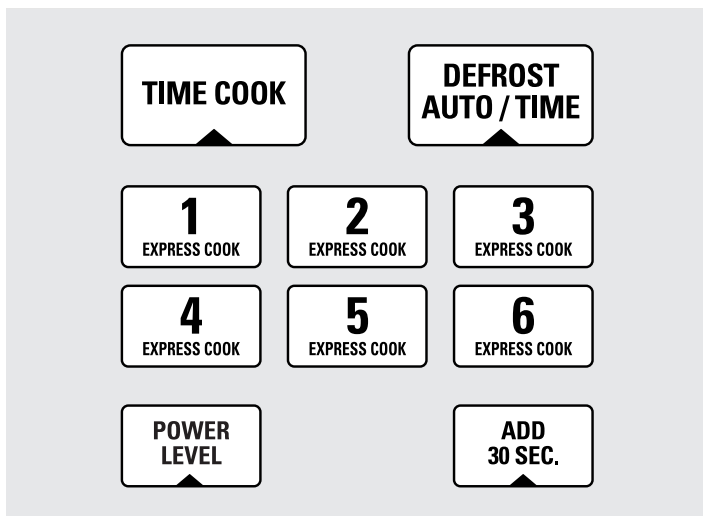 TIME COOK
DEFROST
AUTO / TIME
1
EXPRESS COOK
2
EXPRESS COOK
3
EXPRESS COOK
4
EXPRESS COOK
5
EXPRESS COOK
6
EXPRESS COOK
POWER
LEVEL
ADD
30 SEC.